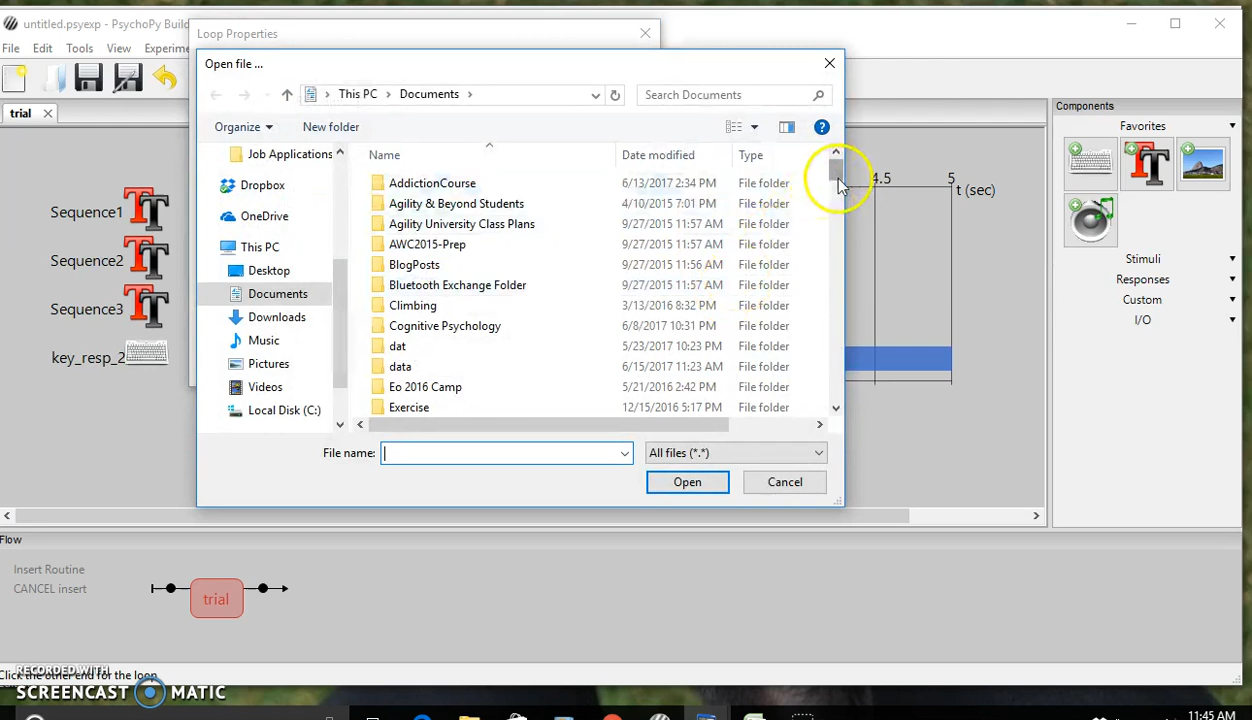 untitled.psyexp - PsychoPy Build
Loop Properties
File Edit Tools View Experime
Open file ...
This PC > Documents >
Search Documents
trial
Components
Organize
New folder
Favorites
Job Applications
Name
Date modified
Type
AddictionCourse 6/13/2017 2:34 PM File folder
4.5 5 t (sec)
Dropbox
Agility & Beyond Students 4/10/2015 7:01 PM File folder
Sequence1
OneDrive
Agility University Class Plans 9/27/2015 11:57 AM File folder
This PC
AWC2015-Prep 9/27/2015 11:57 AM File folder
Sequence2
Desktop
BlogPosts 9/27/2015 11:56 AM File folder
Stimuli
Documents
Bluetooth Exchange Folder 9/27/2015 11:57 AM File folder
Responses
Sequence3
Downloads
Climbing 3/13/2016 8:32 PM File folder
Custom
Music
Cognitive Psychology 6/8/2017 10:31 PM File folder
I/O
key_resp_2
Pictures
dat 5/23/2017 10:23 PM File folder
data 6/15/2017 11:23 AM File folder
Videos
Eo 2016 Camp 5/21/2016 2:42 PM File folder
Local Disk (C:)
Exercise 12/15/2016 5:17 PM File folder
File name:
All files (*.*)
Open
Cancel
Flow
Insert Routine
CANCEL insert
trial
RECORDED WITH
Click the other end for the loop
SCREENCAST MATIC
11:45 AM